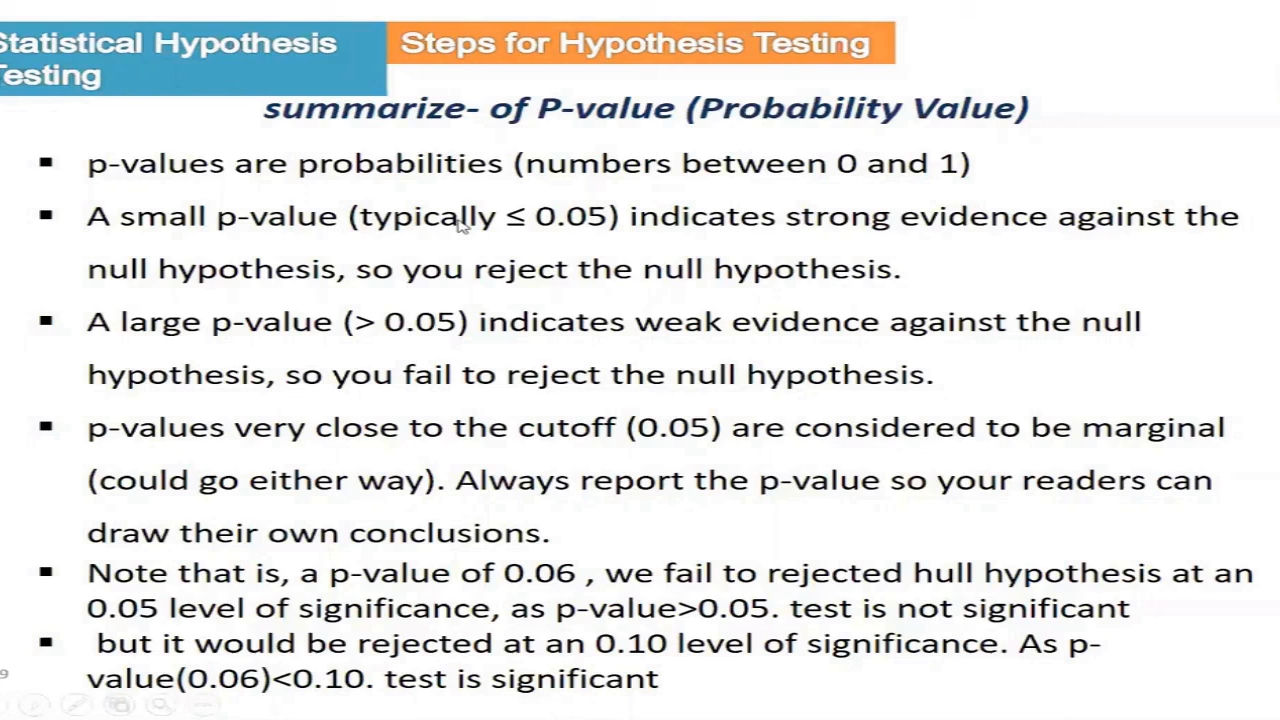 Statistical Hypothesis
Testing
Steps for Hypothesis Testing
summarize- of P-value (Probability Value)
▪ p-values are probabilities (numbers between 0 and 1)
▪ A small p-value (typically ≤ 0.05) indicates strong evidence against the
null hypothesis, so you reject the null hypothesis.
▪ A large p-value (> 0.05) indicates weak evidence against the null
hypothesis, so you fail to reject the null hypothesis.
▪ p-values very close to the cutoff (0.05) are considered to be marginal
(could go either way). Always report the p-value so your readers can
draw their own conclusions.
▪ Note that is, a p-value of 0.06 , we fail to rejected hull hypothesis at an
0.05 level of significance, as p-value>0.05. test is not significant
▪ but it would be rejected at an 0.10 level of significance. As p-
value(0.06)<0.10. test is significant
9